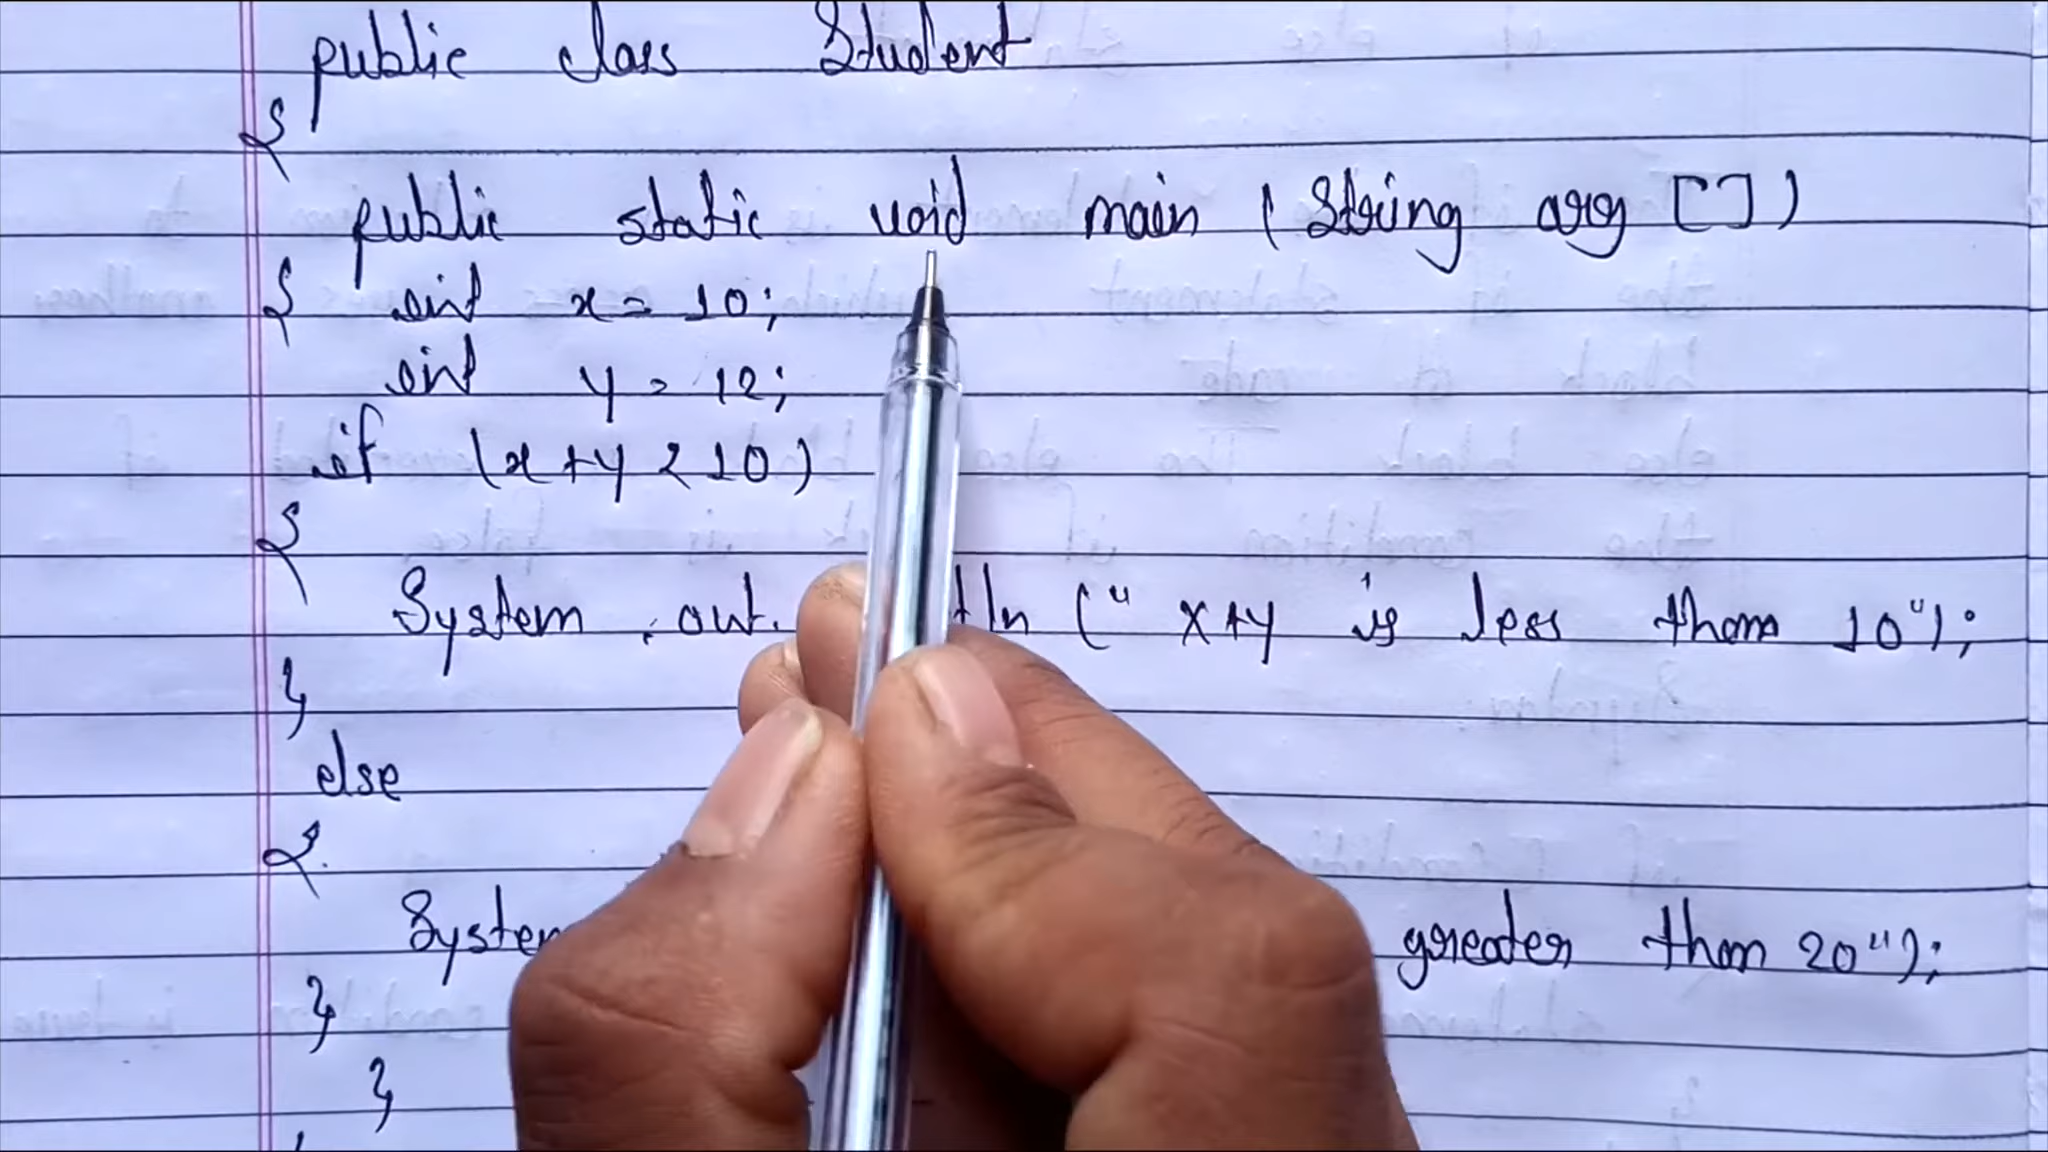 public class Student
{
public static void main (String arg [])
{ int x = 10;
int y = 12;
if (x+y < 10)
{
System . out. tln (" x+y is less than 10");
}
else
{
System greater than 20");
}
}